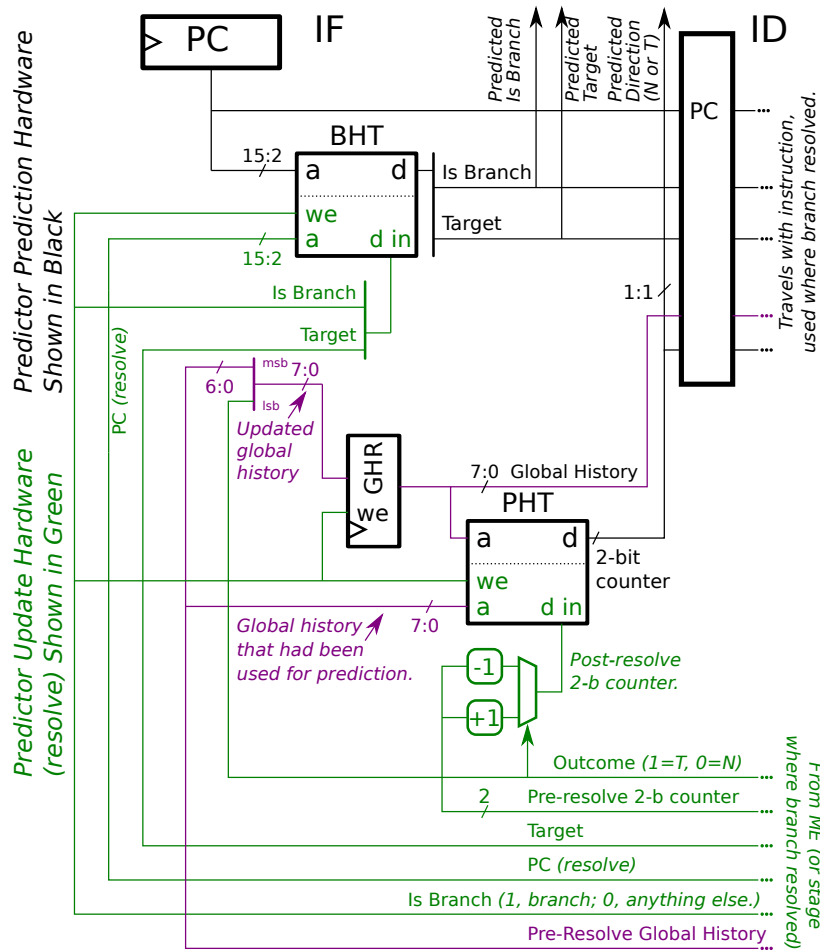 PC
IF
ID
Predictor Prediction Hardware
Shown in Black
Predicted
Is Branch
Predicted
Target
Predicted
Direction
(N or T)
PC
...
Travels with instruction,
used where branch resolved.
BHT
15:2
a
d
Is Branch
...
we
Target
...
a
d in
15:2
1:1
Is Branch
Target
...
...
PC (resolve)
6:0
msb
7:0
lsb
Updated
global
history
GHR
we
7:0
Global History
PHT
a
d
2-bit
counter
we
a
d in
7:0
Global history
that had been
used for prediction.
Predictor Update Hardware
(resolve) Shown in Green
-1
+1
Post-resolve
2-b counter.
Outcome (1=T, 0=N)
...
2
Pre-resolve 2-b counter
...
Target
...
PC (resolve)
...
Is Branch (1, branch; 0, anything else.)
...
Pre-Resolve Global History
...
From ME (or stage
where branch resolved)